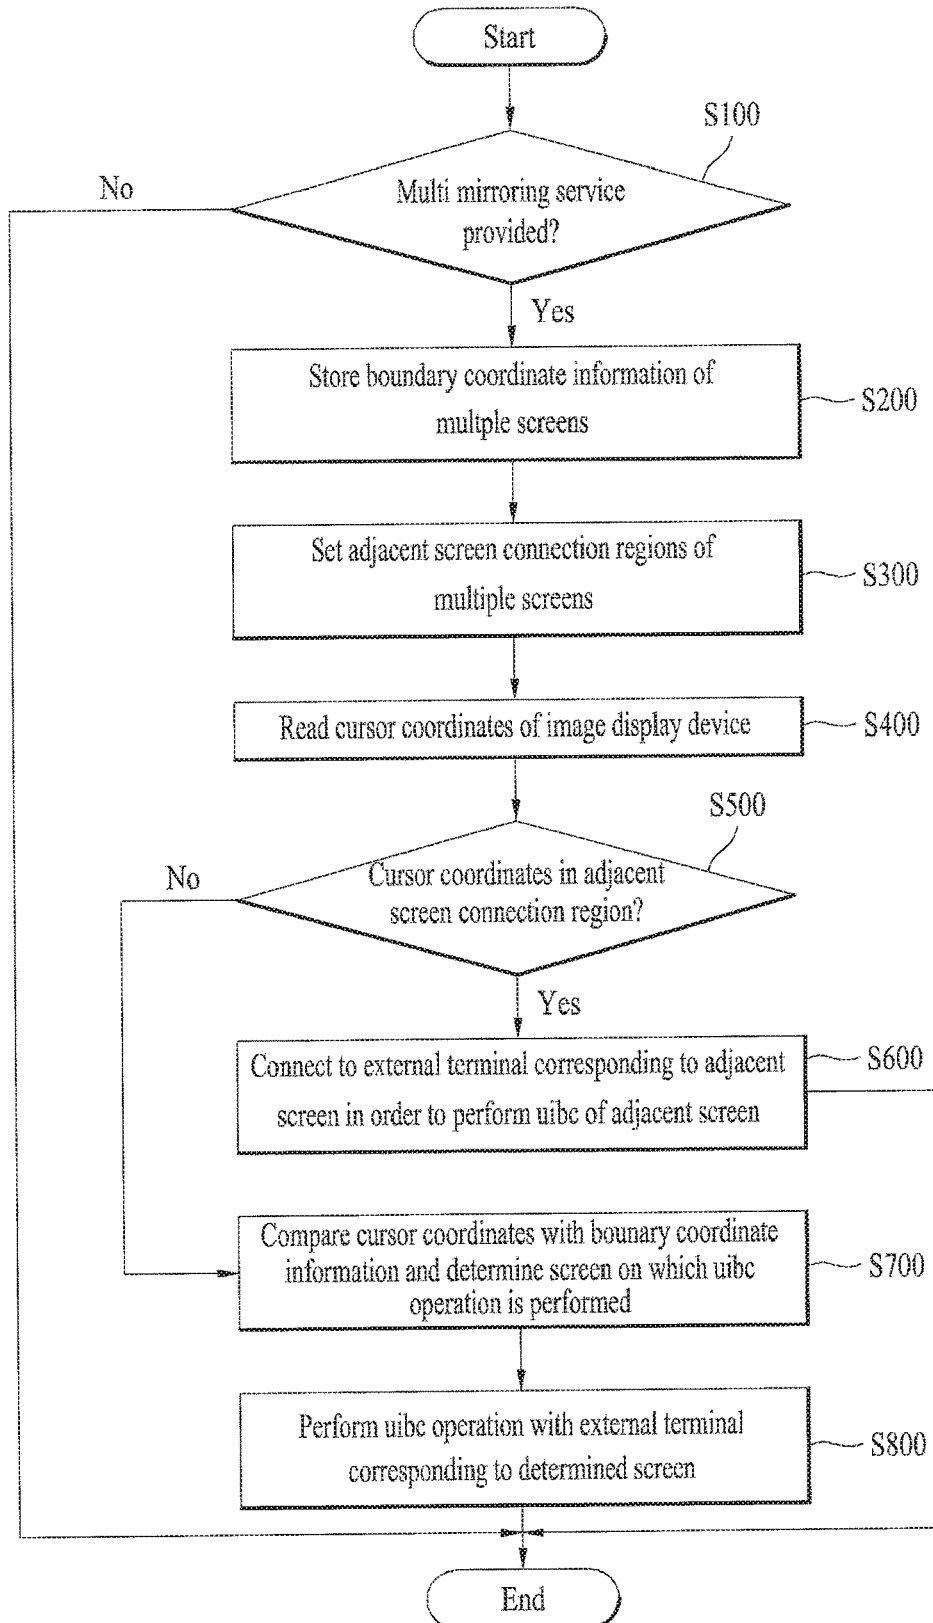 Start
S100
No
Multi mirroring service
provided?
Yes
Store boundary coordinate information of
multple screens
S200
Set adjacent screen connection regions of
multiple screens
S300
Read cursor coordinates of image display device
S400
S500
No
Cursor coordinates in adjacent
screen connection region?
Yes
Connect to external terminal corresponding to adjacent
screen in order to perform uibc of adjacent screen
S600
Compare cursor coordinates with bounary coordinate
information and determine screen on which uibc
operation is performed
S700
Perform uibc operation with external terminal
corresponding to determined screen
S800
End